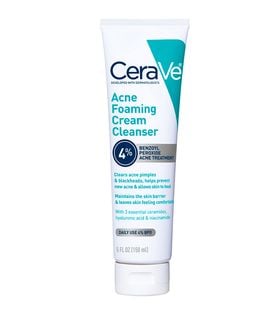 CeraVe
DEVELOPED WITH DERMATOLOGISTS
Acne
Foaming
Cream
Cleanser
4%
BENZOYL
PEROXIDE
ACNE TREATMENT
Clears acne pimples
& blackheads, helps prevent
new acne & allows skin to heal
Maintains the skin barrier
& leaves skin feeling comfortable
With 3 essential ceramides,
hyaluronic acid & niacinamide
DAILY USE 4% BPO
5 FL OZ (150 ml)